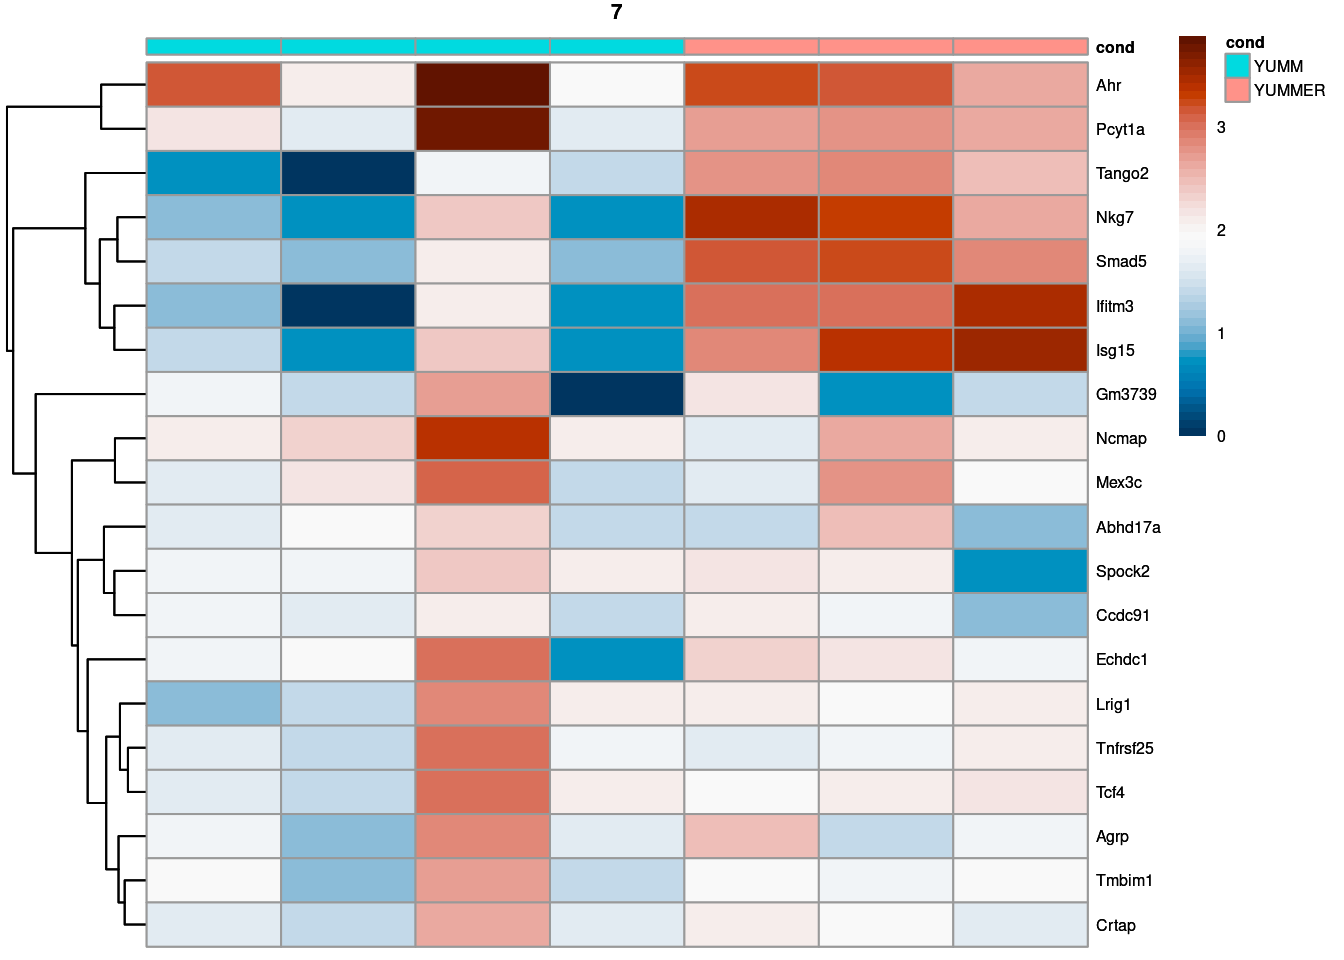 7
cond
cond
YUMM
YUMMER
3
2
1
0
Ahr
Pcyt1a
Tango2
Nkg7
Smad5
Ifitm3
Isg15
Gm3739
Ncmap
Mex3c
Abhd17a
Spock2
Ccdc91
Echdc1
Lrig1
Tnfrsf25
Tcf4
Agrp
Tmbim1
Crtap